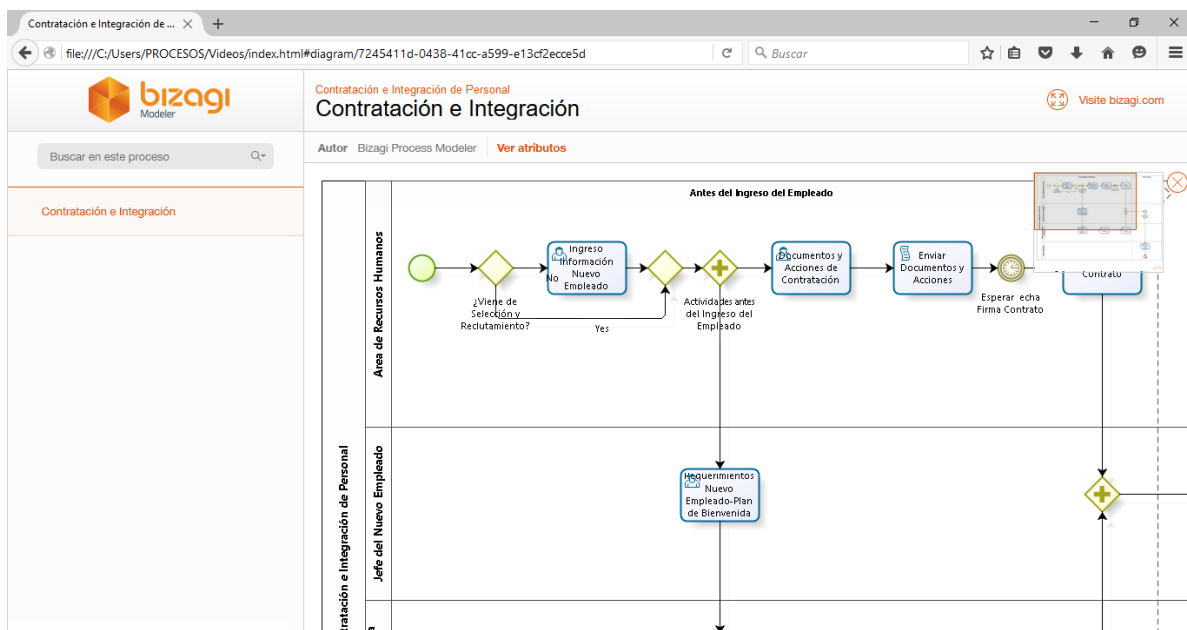 Contratación e Integración de ...
file:///C:/Users/PROCESOS/Videos/index.html#diagram/7245411d-0438-41cc-a599-e13cf2ecce5d
Buscar
bizagi
Modeler
Contratación e Integración de Personal
Contratación e Integración
Visite bizagi.com
Buscar en este proceso
Autor Bizagi Process Modeler Ver atributos
Contratación e Integración
Antes del Ingreso del Empleado
Area de Recursos Humanos
¿Viene de
Selección y
Reclutamiento?
No
Yes
Ingreso
Información
Nuevo
Empleado
Actividades antes
del Ingreso del
Empleado
Documentos y
Acciones de
Contratación
Enviar
Documentos y
Acciones
Esperar echa
Firma Contrato
Contrato
tratación e Integración de Personal
Jefe del Nuevo Empleado
Requerimientos
Nuevo
Empleado-Plan
de Bienvenida